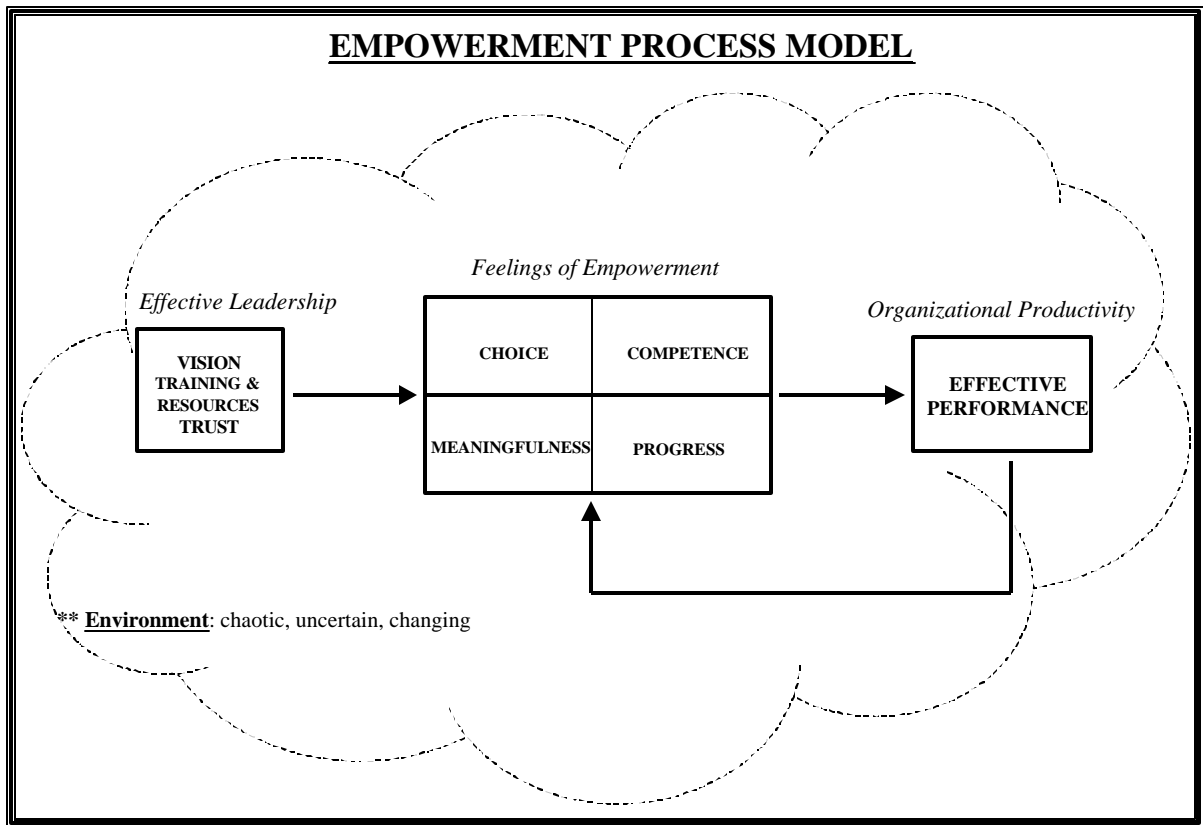 EMPOWERMENT PROCESS MODEL
Feelings of Empowerment
Effective Leadership
Organizational Productivity
VISION
TRAINING &
RESOURCES
TRUST
CHOICE
COMPETENCE
MEANINGFULNESS
PROGRESS
EFFECTIVE
PERFORMANCE
** Environment: chaotic, uncertain, changing